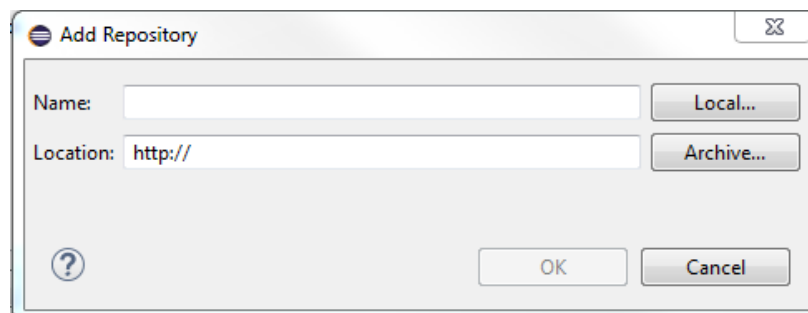 Add Repository
Name: Local...
Location: http:// Archive...
? OK Cancel